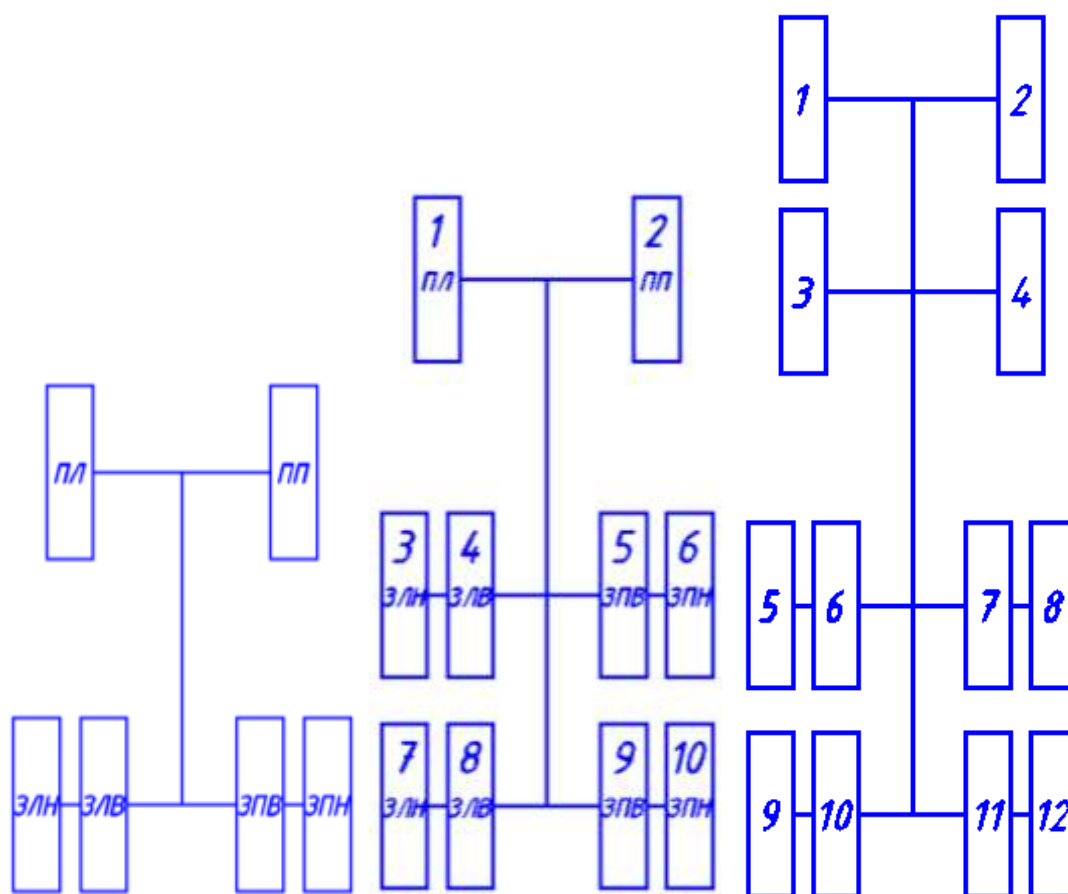 ПЛ ПП
ЗЛН ЗЛВ ЗПВ ЗПН
1 2
ПЛ ПП
3 4 5 6
ЗЛН ЗЛВ ЗПВ ЗПН
7 8 9 10
ЗЛН ЗЛВ ЗПВ ЗПН
1 2
3 4
5 6 7 8
9 10 11 12